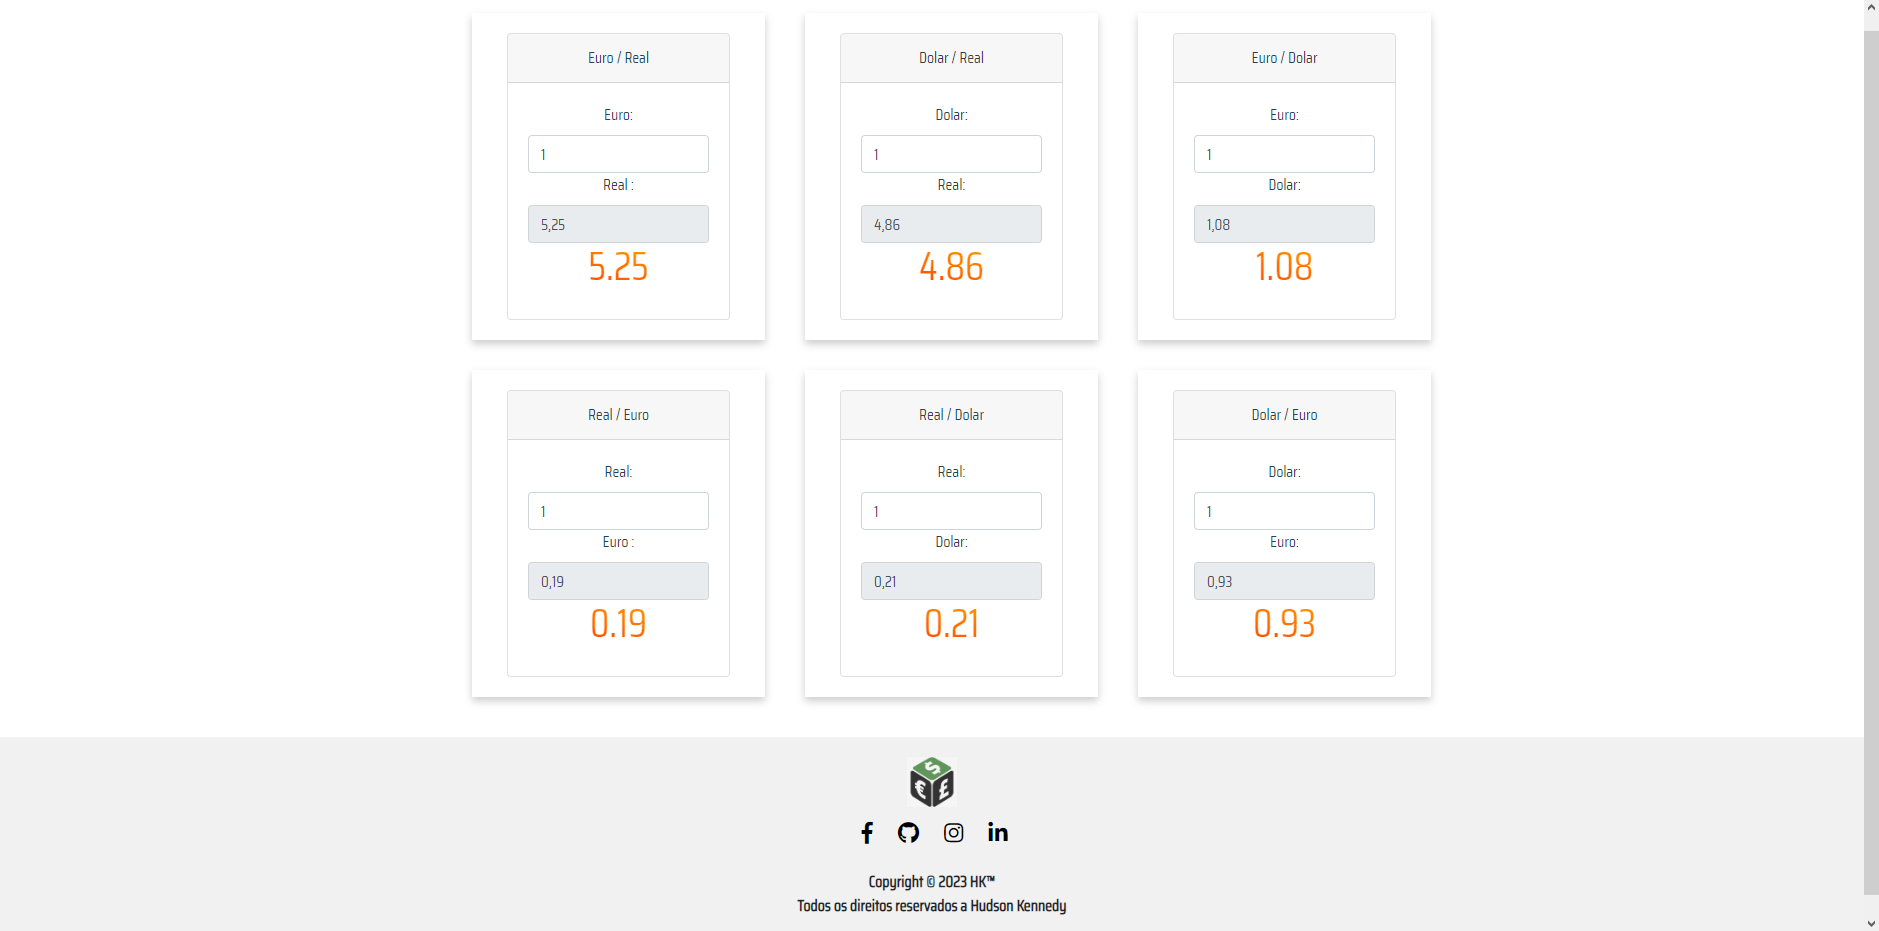 Euro / Real
Euro:
1
Real :
5,25
5.25
Dolar / Real
Dolar:
1
Real:
4,86
4.86
Euro / Dolar
Euro:
1
Dolar:
1,08
1.08
Real / Euro
Real:
1
Euro :
0,19
0.19
Real / Dolar
Real:
1
Dolar:
0,21
0.21
Dolar / Euro
Dolar:
1
Euro:
0,93
0.93
$
€ £
Copyright © 2023 HK™
Todos os direitos reservados a Hudson Kennedy